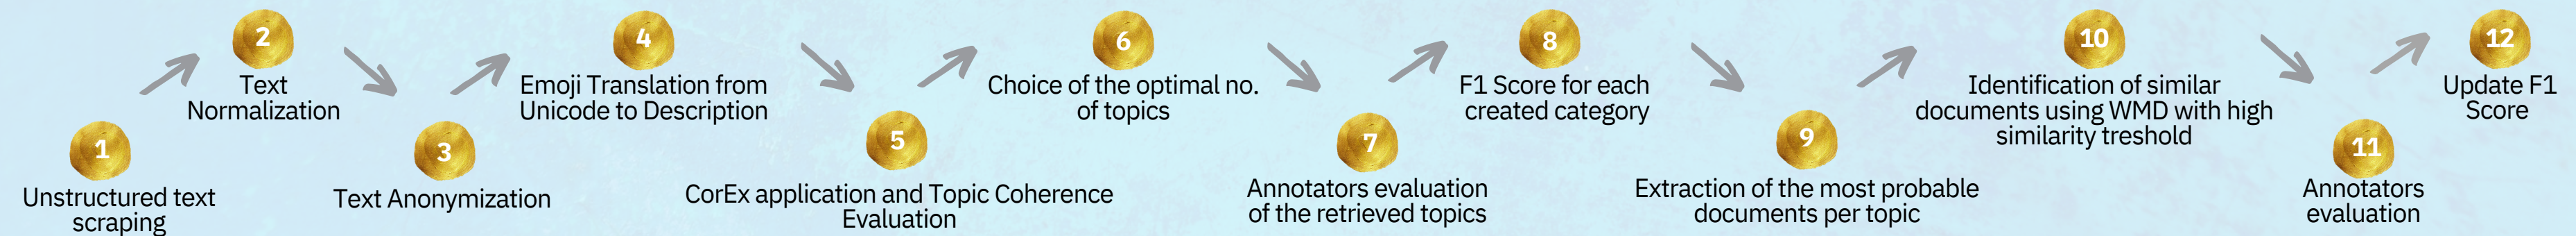 1
Unstructured text
scraping
2
Text
Normalization
3
Text Anonymization
4
Emoji Translation from
Unicode to Description
5
CorEx application and Topic Coherence
Evaluation
6
Choice of the optimal no.
of topics
7
Annotators evaluation
of the retrieved topics
8
F1 Score for each
created category
9
Extraction of the most probable
documents per topic
10
Identification of similar
documents using WMD with high
similarity treshold
11
Annotators
evaluation
12
Update F1
Score